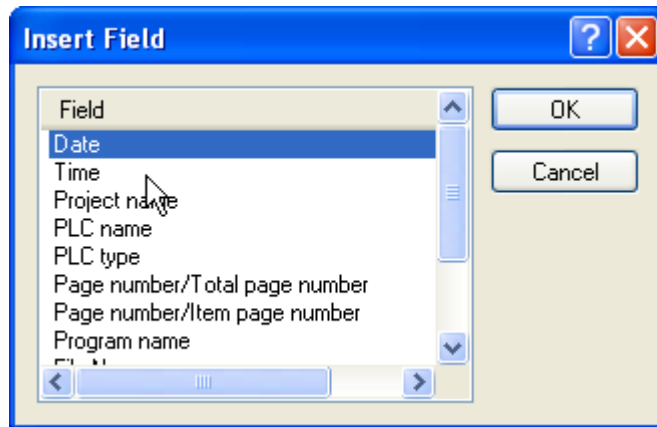 Insert Field
Field
OK
Date
Cancel
Time
Project name
PLC name
PLC type
Page number/Total page number
Page number/Item page number
Program name